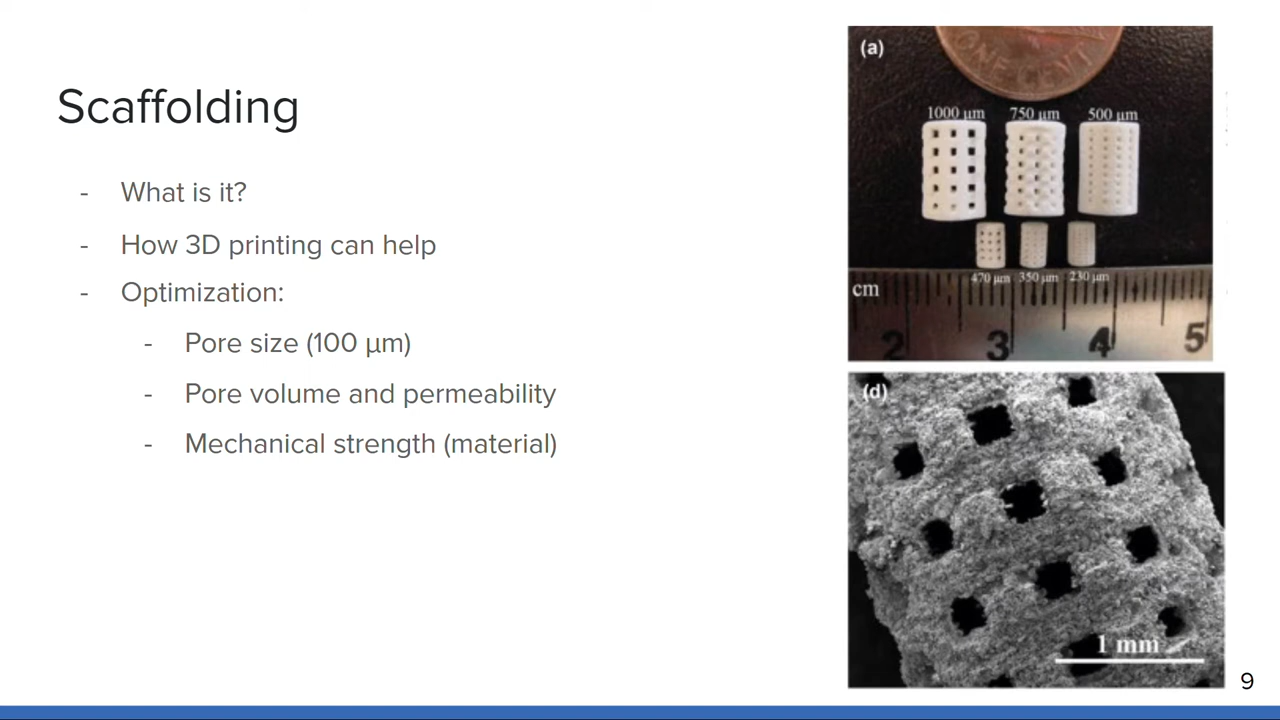 Scaffolding
- What is it?
- How 3D printing can help
- Optimization:
- Pore size (100 μm)
- Pore volume and permeability
- Mechanical strength (material)
(a)
ONE CENT
1000 μm 750 μm 500 μm
470 μm 350 μm 230 μm
cm
2 3 4 5
(d)
1 mm
9